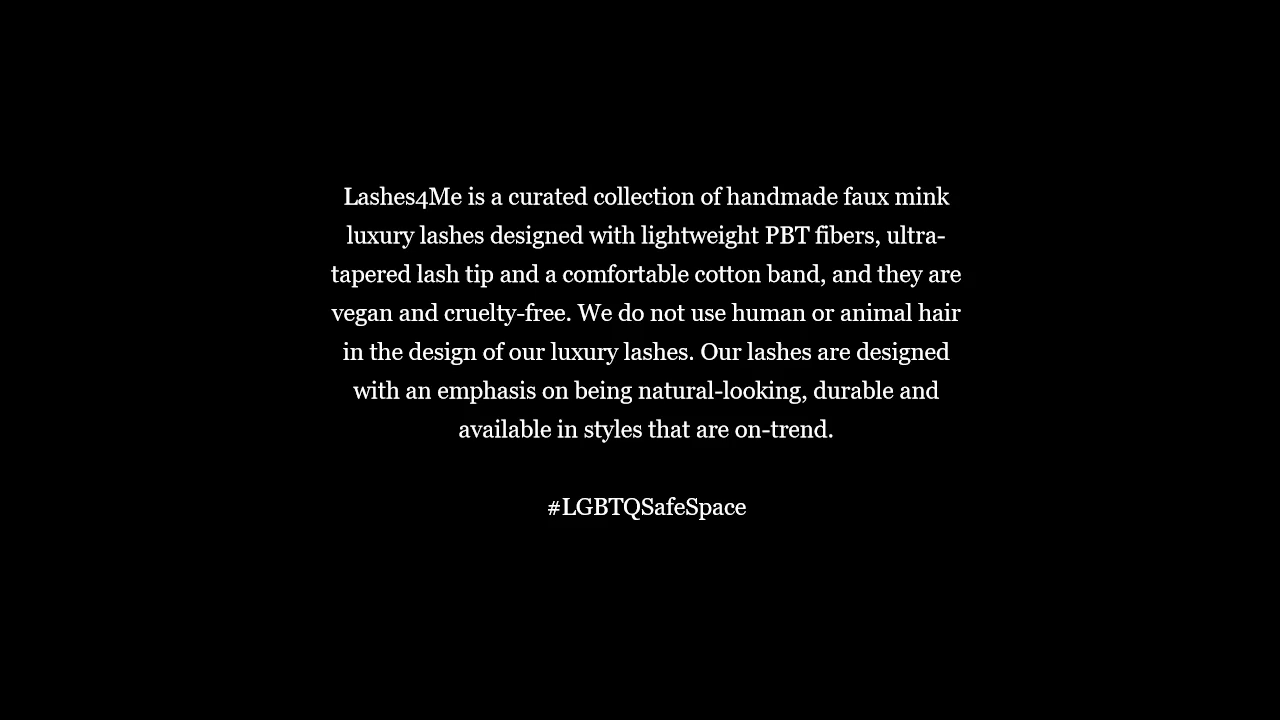 Lashes4Me is a curated collection of handmade faux mink
luxury lashes designed with lightweight PBT fibers, ultra-
tapered lash tip and a comfortable cotton band, and they are
vegan and cruelty-free. We do not use human or animal hair
in the design of our luxury lashes. Our lashes are designed
with an emphasis on being natural-looking, durable and
available in styles that are on-trend.
#LGBTQSafeSpace